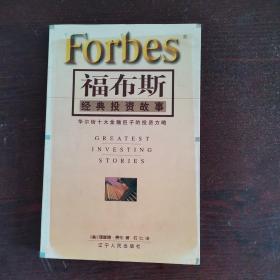 Forbes
福布斯
经典投资故事
华尔街十大金融巨子的投资方略
GREATEST
INVESTING
STORIES
辽宁人民出版社